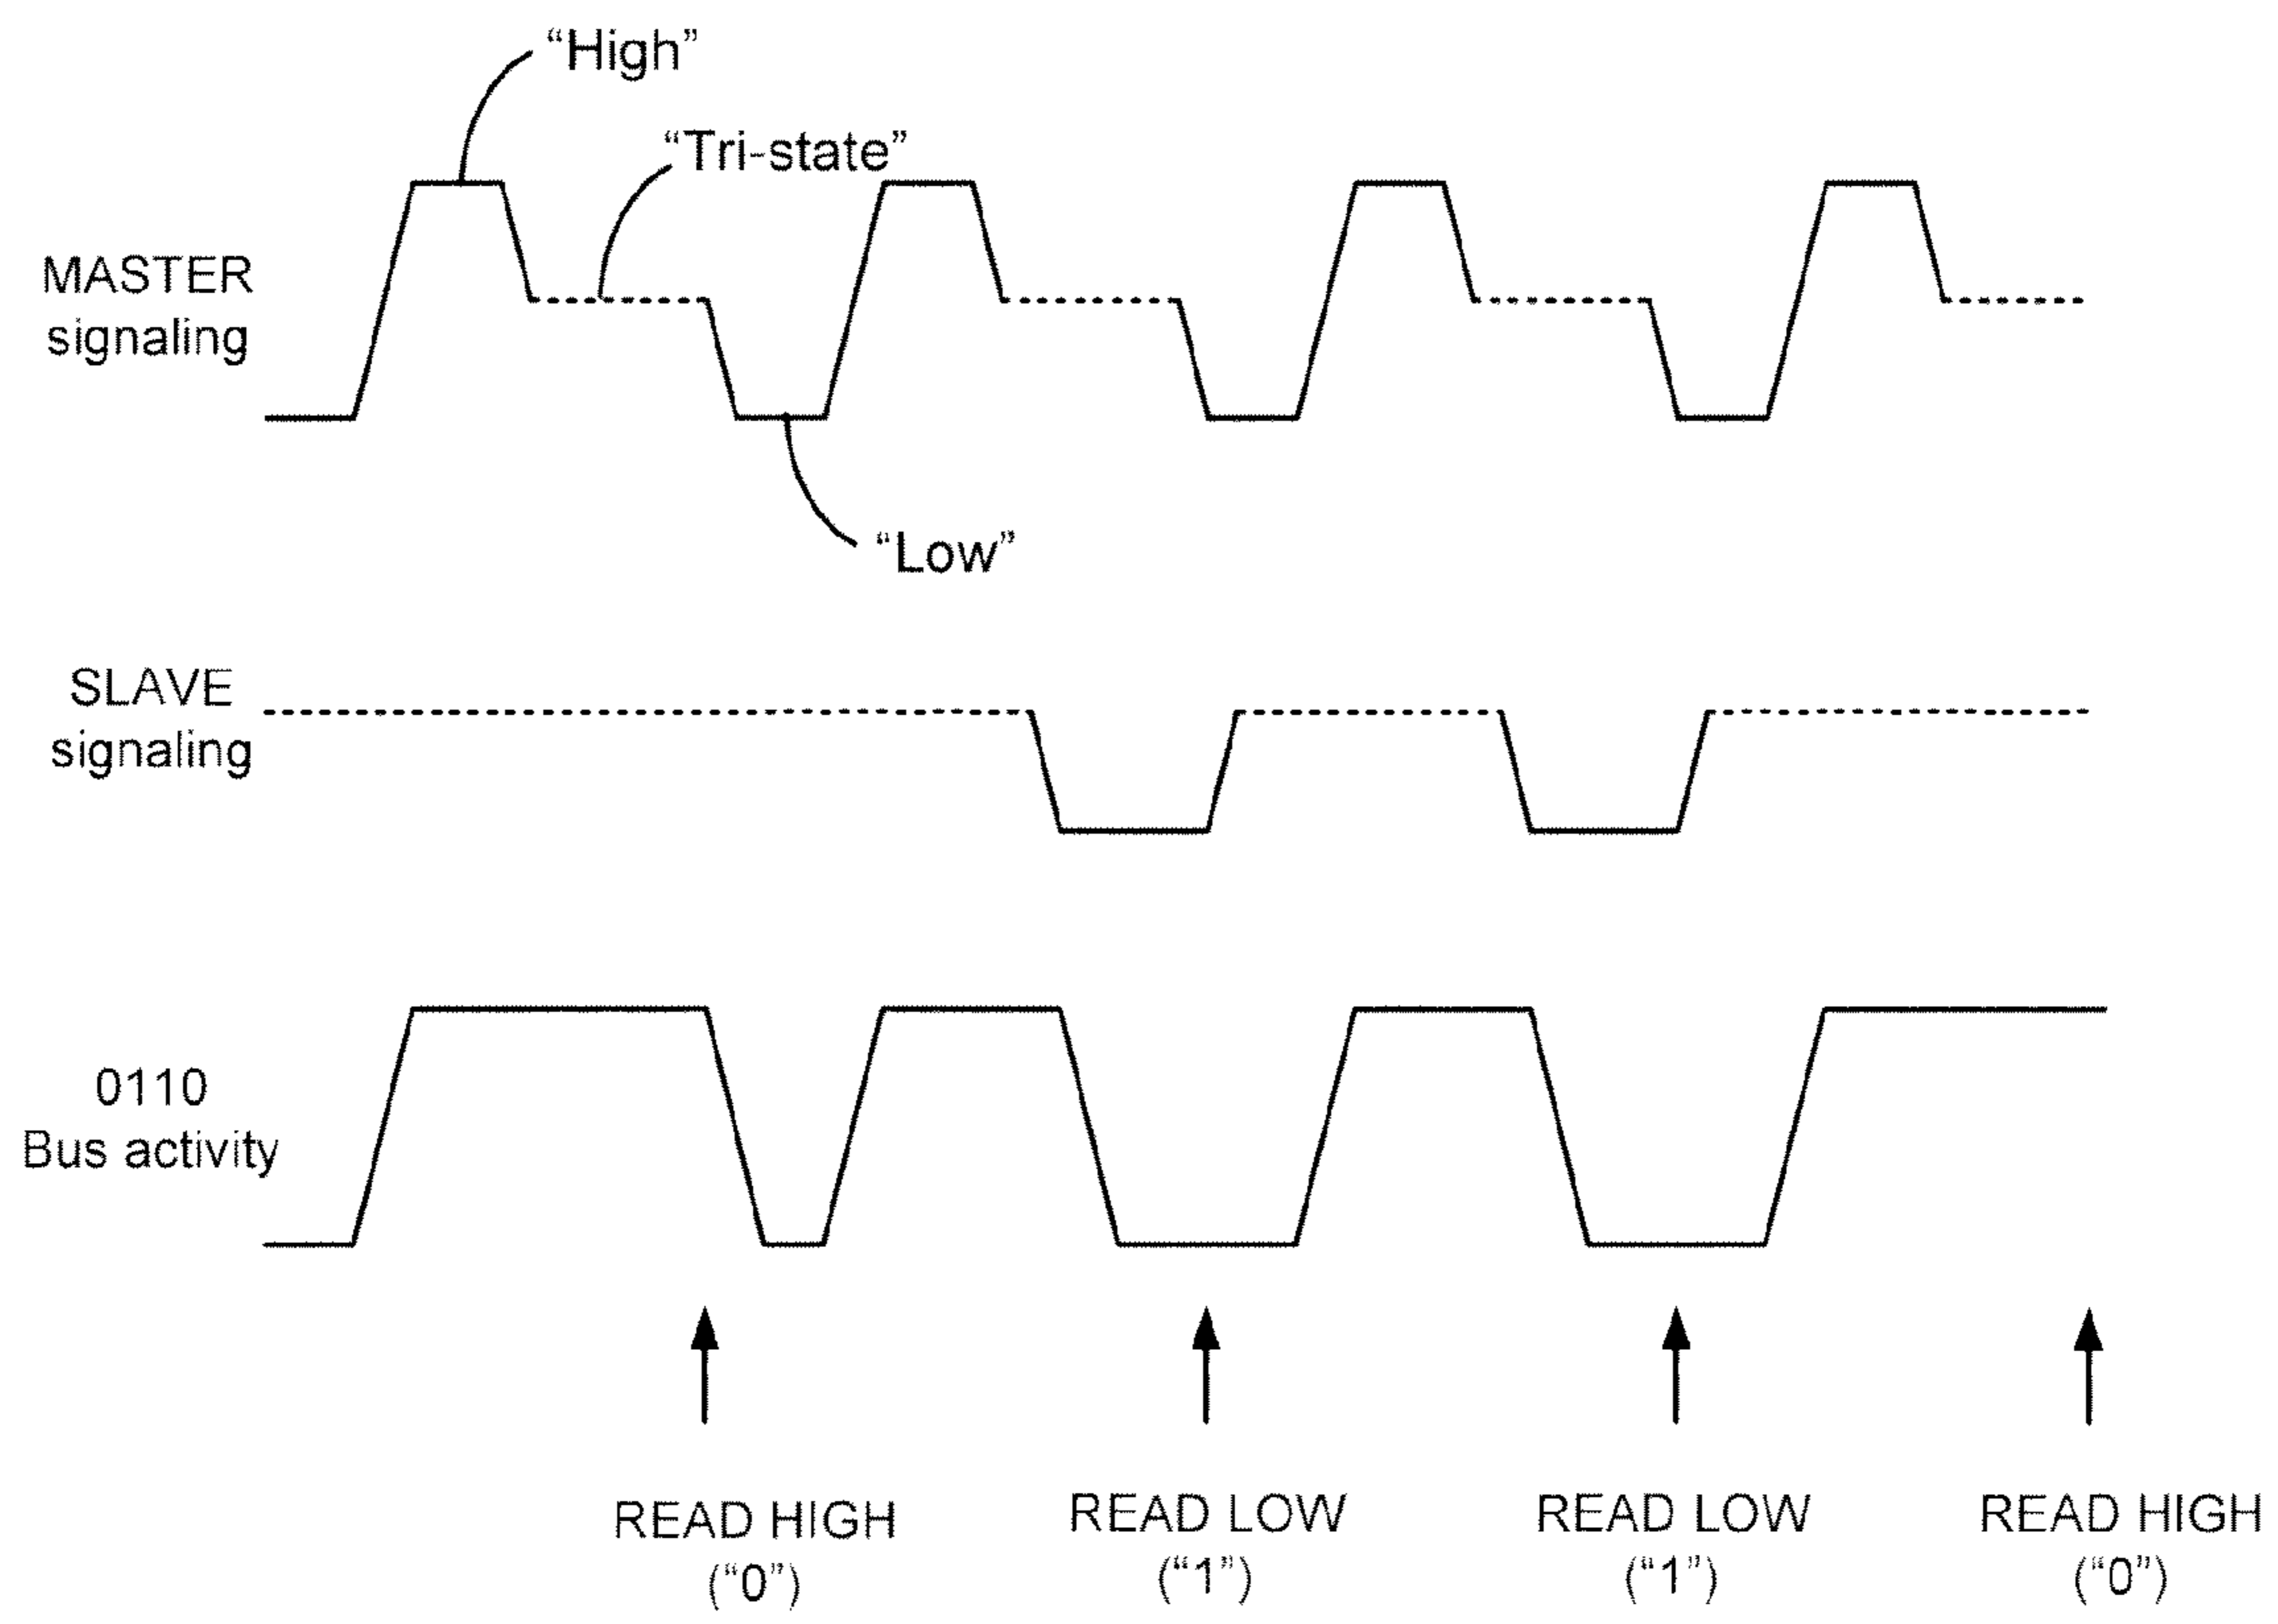 “High”
“Tri-state”
MASTER
signaling
“Low”
SLAVE
signaling
0110
Bus activity
READ HIGH
(“0”)
READ LOW
(“1”)
READ LOW
(“1”)
READ HIGH
(“0”)